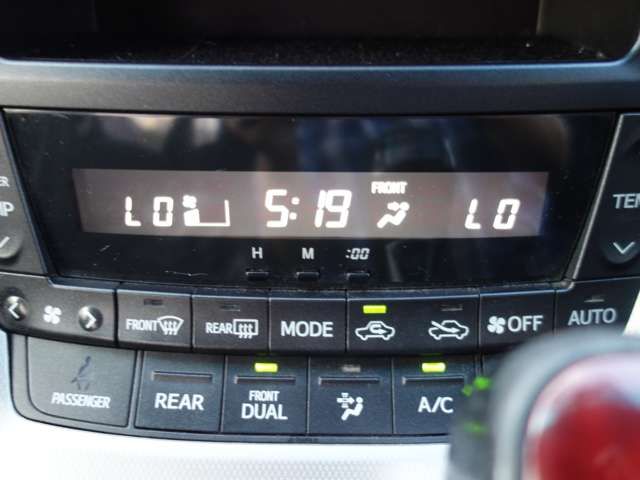 FRONT
LO 5:19 LO
H M :00
FRONT REAR MODE OFF AUTO
PASSENGER REAR FRONT DUAL A/C